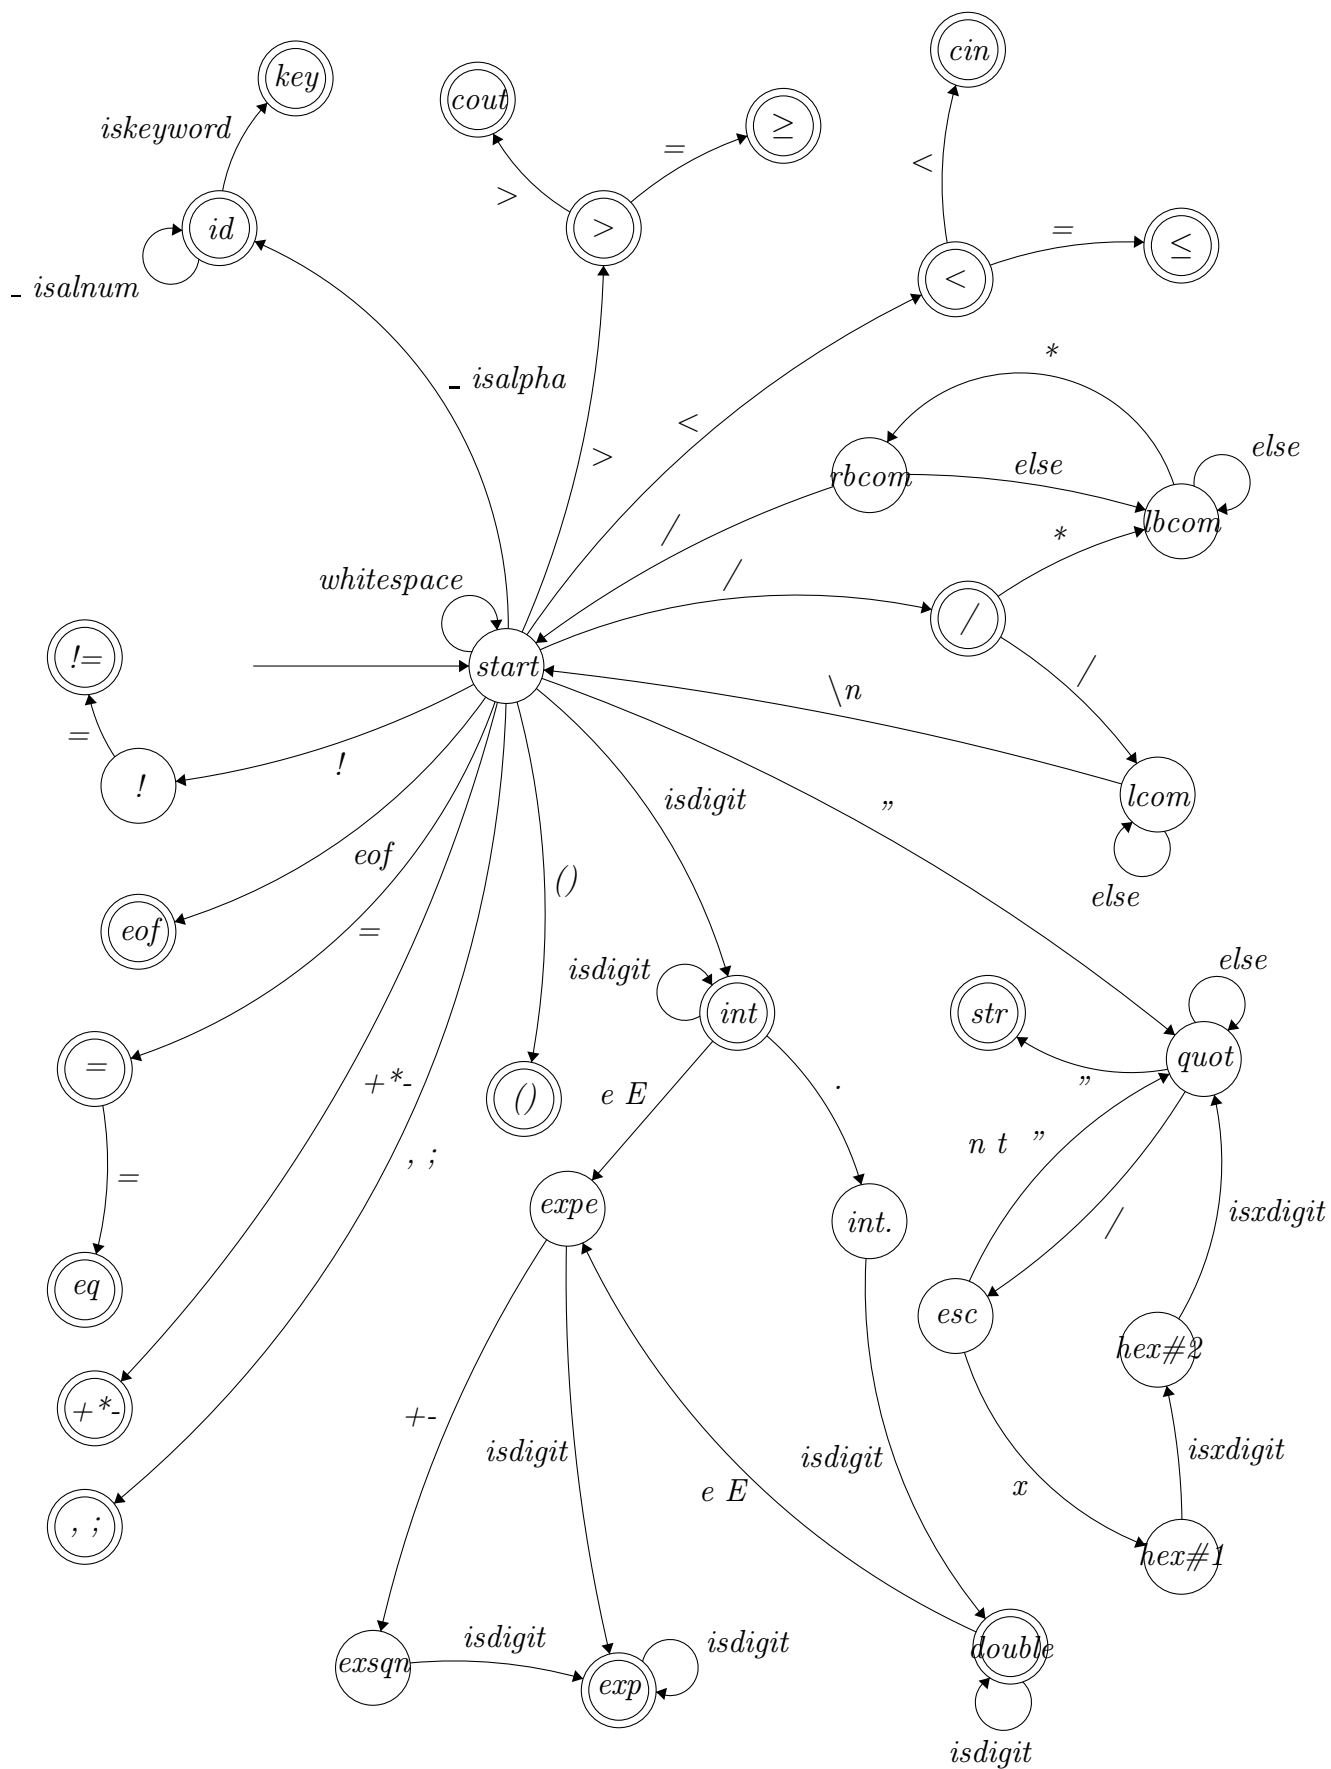 cin
key
cout
≥
iskeyword
=
<
>
id
>
=
≤
<
_ isalnum
*
_ isalpha
<
else
>
rbcom
else
lbcom
/
*
whitespace
/
/
!=
start
/
\n
=
!
!
lcom
isdigit
”
eof
()
else
eof
=
isdigit
else
int
str
quot
=
+*-
()
e E
.
”
n t ”
, ;
=
expe
int.
/
isxdigit
eq
esc
hex#2
+*-
+-
isdigit
isdigit
isxdigit
e E
x
, ;
hex#1
isdigit
isdigit
double
exsqn
exp
isdigit